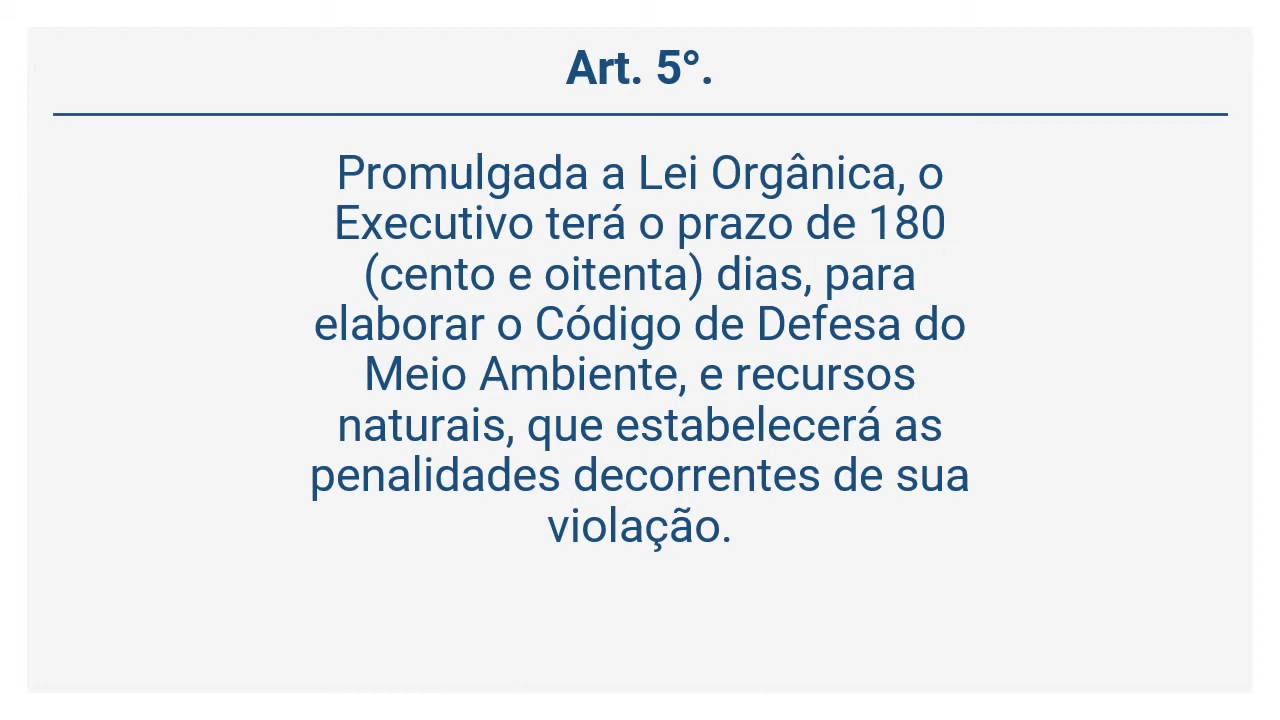 Art. 5°.
Promulgada a Lei Orgânica, o
Executivo terá o prazo de 180
(cento e oitenta) dias, para
elaborar o Código de Defesa do
Meio Ambiente, e recursos
naturais, que estabelecerá as
penalidades decorrentes de sua
violação.